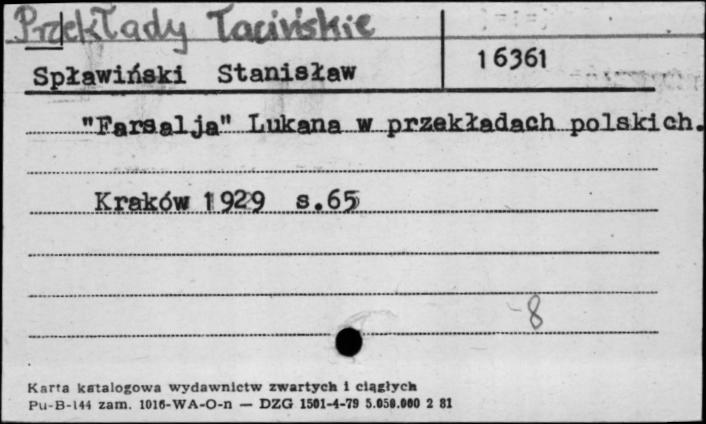 Przekłady łacińskie
Spławiński Stanisław
16361
"Farsalja" Lukana w przekładach polskich.
Kraków 1929 s.65
8
Karta katalogowa wydawnictw zwartych i ciągłych
Pu-B-144 zam. 1016-WA-O-n — DZG 1501-4-79 5.050.000 2 81